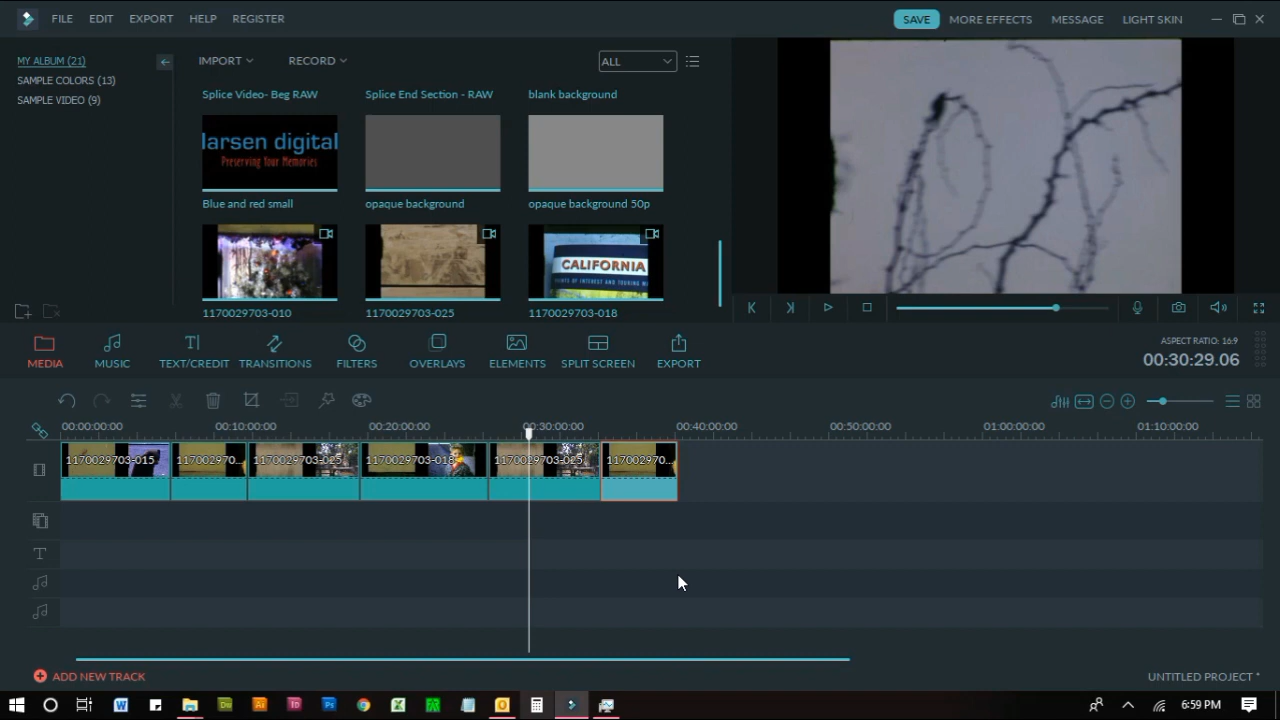 FILE EDIT EXPORT HELP REGISTER SAVE MORE EFFECTS MESSAGE LIGHT SKIN
MY ALBUM (21)
SAMPLE COLORS (13)
SAMPLE VIDEO (9)
IMPORT RECORD ALL
Splice Video- Beg RAW Splice End Section - RAW blank background
larsen digital
Preserving Your Memories
Blue and red small opaque background opaque background 50p
CALIFORNIA
1170029703-010 1170029703-025 1170029703-018
ASPECT RATIO: 16:9
00:30:29.06
MEDIA MUSIC TEXT/CREDIT TRANSITIONS FILTERS OVERLAYS ELEMENTS SPLIT SCREEN EXPORT
00:00:00:00 00:10:00:00 00:20:00:00 00:30:00:00 00:40:00:00 00:50:00:00 01:00:00:00 01:10:00:00
1170029703-015 11700297­0... 1170029703-025 1170029703-018 1170029703-025 11700297­0...
T
ADD NEW TRACK UNTITLED PROJECT *
6:59 PM